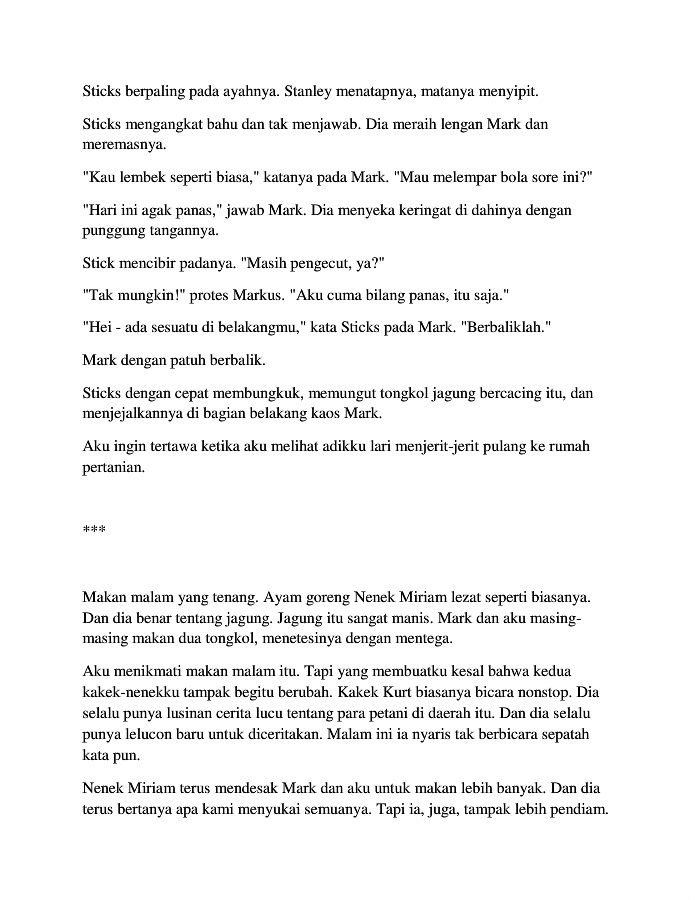 Sticks berpaling pada ayahnya. Stanley menatapnya, matanya menyipit.
Sticks mengangkat bahu dan tak menjawab. Dia meraih lengan Mark dan
meremasnya.
"Kau lembek seperti biasa," katanya pada Mark. "Mau melempar bola sore ini?"
"Hari ini agak panas," jawab Mark. Dia menyeka keringat di dahinya dengan
punggung tangannya.
Stick mencibir padanya. "Masih pengecut, ya?"
"Tak mungkin!" protes Markus. "Aku cuma bilang panas, itu saja."
"Hei - ada sesuatu di belakangmu," kata Sticks pada Mark. "Berbaliklah."
Mark dengan patuh berbalik.
Sticks dengan cepat membungkuk, memungut tongkol jagung bercacing itu, dan
menjejalkannya di bagian belakang kaos Mark.
Aku ingin tertawa ketika aku melihat adikku lari menjerit-jerit pulang ke rumah
pertanian.
***
Makan malam yang tenang. Ayam goreng Nenek Miriam lezat seperti biasanya.
Dan dia benar tentang jagung. Jagung itu sangat manis. Mark dan aku masing-
masing makan dua tongkol, menetesinya dengan mentega.
Aku menikmati makan malam itu. Tapi yang membuatku kesal bahwa kedua
kakek-nenekku tampak begitu berubah. Kakek Kurt biasanya bicara nonstop. Dia
selalu punya lusinan cerita lucu tentang para petani di daerah itu. Dan dia selalu
punya lelucon baru untuk diceritakan. Malam ini ia nyaris tak berbicara sepatah
kata pun.
Nenek Miriam terus mendesak Mark dan aku untuk makan lebih banyak. Dan dia
terus bertanya apa kami menyukai semuanya. Tapi ia, juga, tampak lebih pendiam.